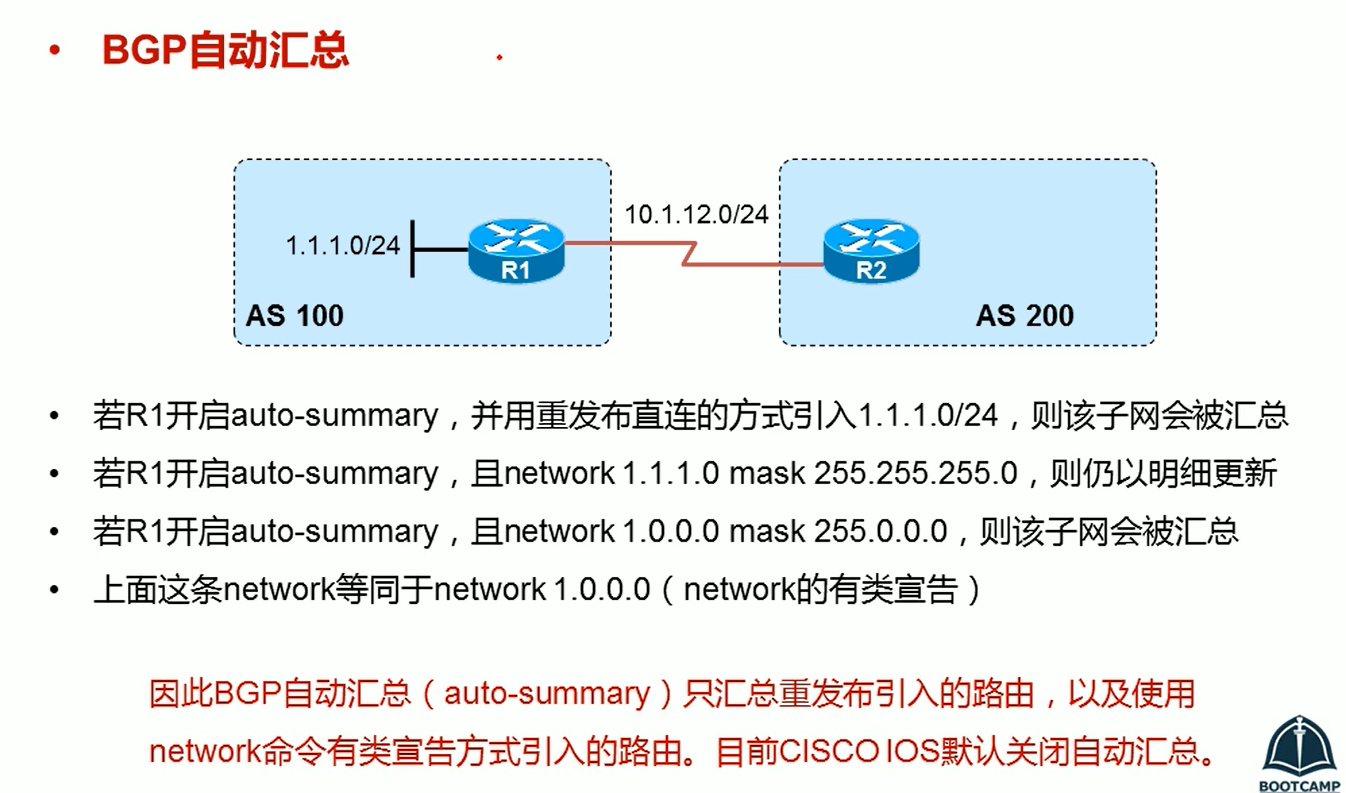 • BGP自动汇总
10.1.12.0/24
1.1.1.0/24
R1
R2
AS 100
AS 200
• 若R1开启auto-summary，并用重发布直连的方式引入1.1.1.0/24，则该子网会被汇总
• 若R1开启auto-summary，且network 1.1.1.0 mask 255.255.255.0，则仍以明细更新
• 若R1开启auto-summary，且network 1.0.0.0 mask 255.0.0.0，则该子网会被汇总
• 上面这条network等同于network 1.0.0.0（network的有类宣告）
因此BGP自动汇总（auto-summary）只汇总重发布引入的路由，以及使用
network命令有类宣告方式引入的路由。目前CISCO IOS默认关闭自动汇总。
BOOTCAMP